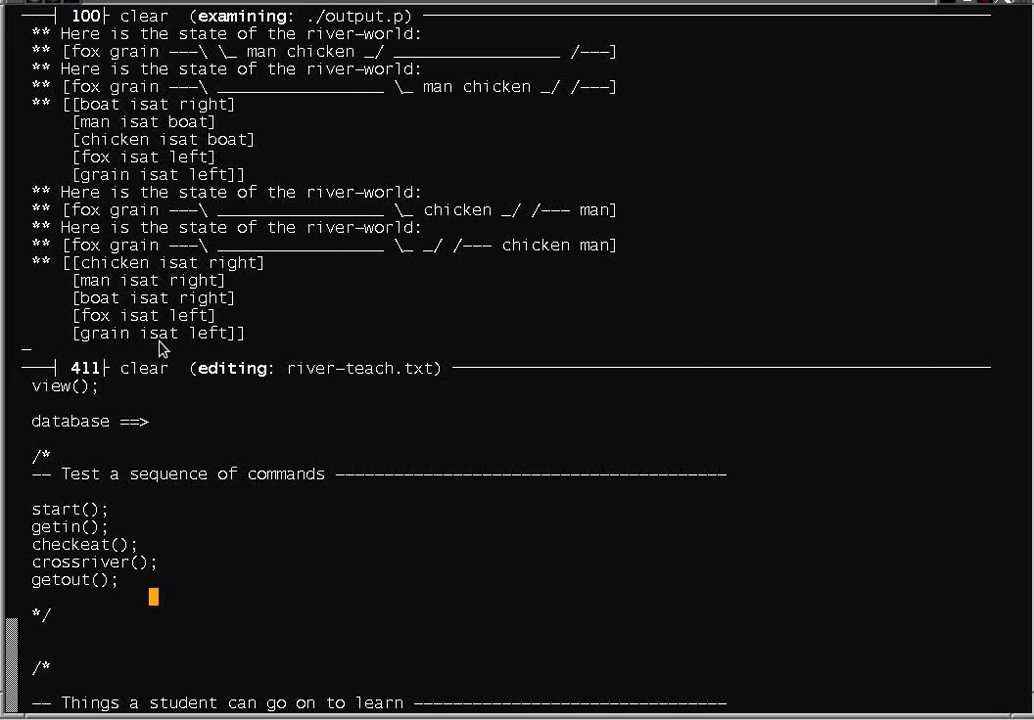 100 clear (examining: ./output.p)
** Here is the state of the river-world:
** [fox grain ---\ \_ man chicken _/ _________________ /---]
** Here is the state of the river-world:
** [fox grain ---\ _________________ \_ man chicken _/ /---]
** [[boat isat right]
[man isat boat]
[chicken isat boat]
[fox isat left]
[grain isat left]]
** Here is the state of the river-world:
** [fox grain ---\ _________________ \_ chicken _/ /--- man]
** Here is the state of the river-world:
** [fox grain ---\ _________________ \_ _/ /--- chicken man]
** [[chicken isat right]
[man isat right]
[boat isat right]
[fox isat left]
[grain isat left]]
411 clear (editing: river-teach.txt)
view();
database ==>
/*
-- Test a sequence of commands ----------------------------------------
start();
getin();
checkeat();
crossriver();
getout();
*/
/*
-- Things a student can go on to learn --------------------------------